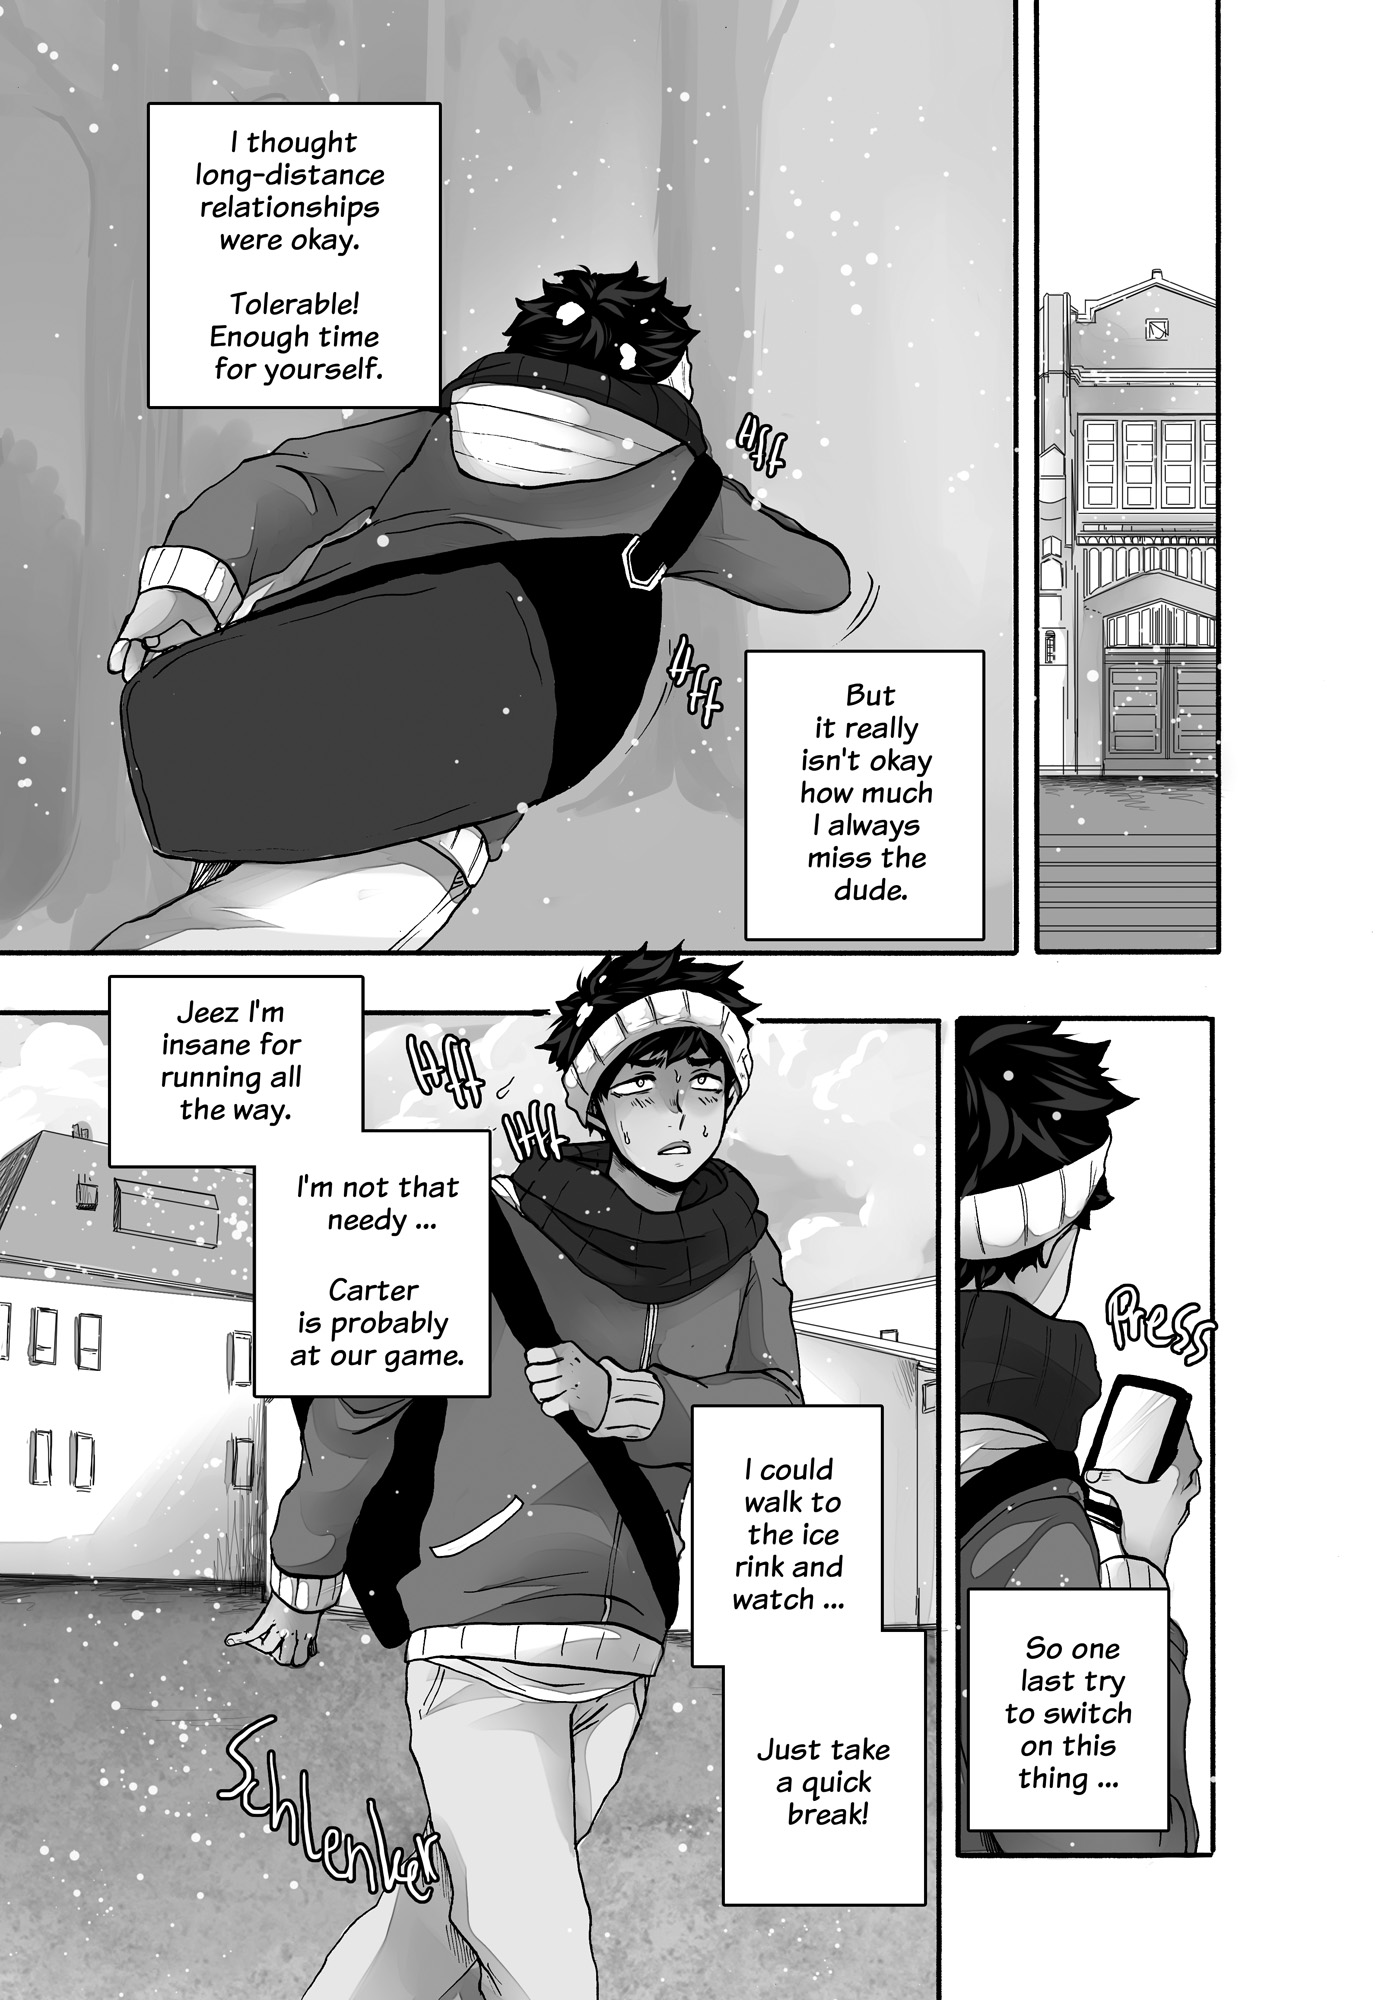 I thought
long-distance
relationships
were okay.
Tolerable!
Enough time
for yourself.
Hff
Hff
But
it really
isn't okay
how much
I always
miss the
dude.
Jeez I'm
insane for
running all
the way.
Hff
Hff
I'm not that
needy ...
Carter
is probably
at our game.
I could
walk to
the ice
rink and
watch ...
Just take
a quick
break!
Schlenker
Press
So one
last try
to switch
on this
thing ...